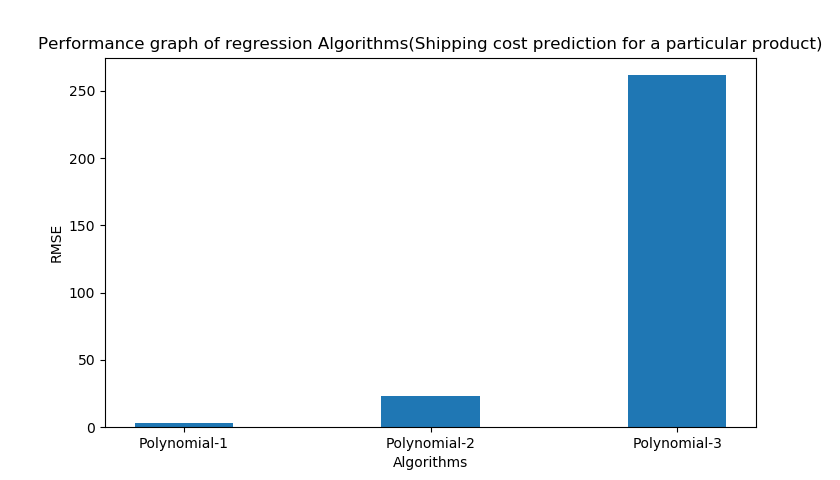 Performance graph of regression Algorithms(Shipping cost prediction for a particular product)
250
200
150
100
50
0
RMSE
Polynomial-1 Polynomial-2 Polynomial-3
Algorithms